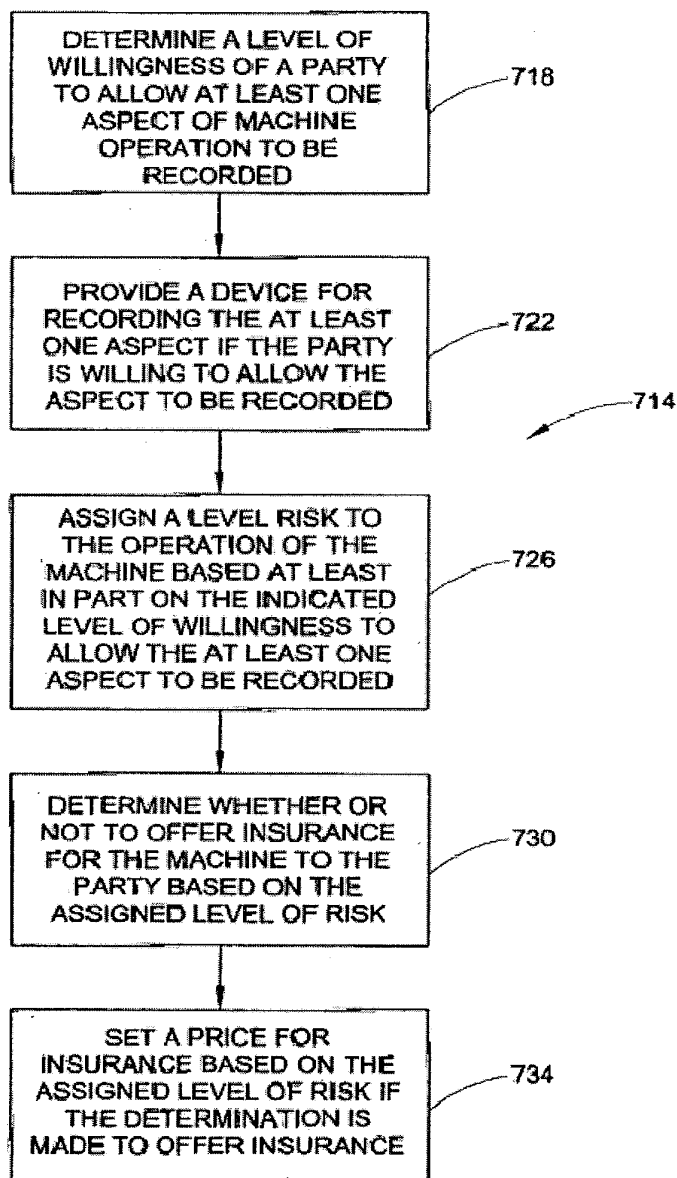 DETERMINE A LEVEL OF
WILLINGNESS OF A PARTY
TO ALLOW AT LEAST ONE
ASPECT OF MACHINE
OPERATION TO BE
RECORDED
718
PROVIDE A DEVICE FOR
RECORDING THE AT LEAST
ONE ASPECT IF THE PARTY
IS WILLING TO ALLOW THE
ASPECT TO BE RECORDED
722
714
ASSIGN A LEVEL RISK TO
THE OPERATION OF THE
MACHINE BASED AT LEAST
IN PART ON THE INDICATED
LEVEL OF WILLINGNESS TO
ALLOW THE AT LEAST ONE
ASPECT TO BE RECORDED
726
DETERMINE WHETHER OR
NOT TO OFFER INSURANCE
FOR THE MACHINE TO THE
PARTY BASED ON THE
ASSIGNED LEVEL OF RISK
730
SET A PRICE FOR
INSURANCE BASED ON THE
ASSIGNED LEVEL OF RISK IF
THE DETERMINATION IS
MADE TO OFFER INSURANCE
734